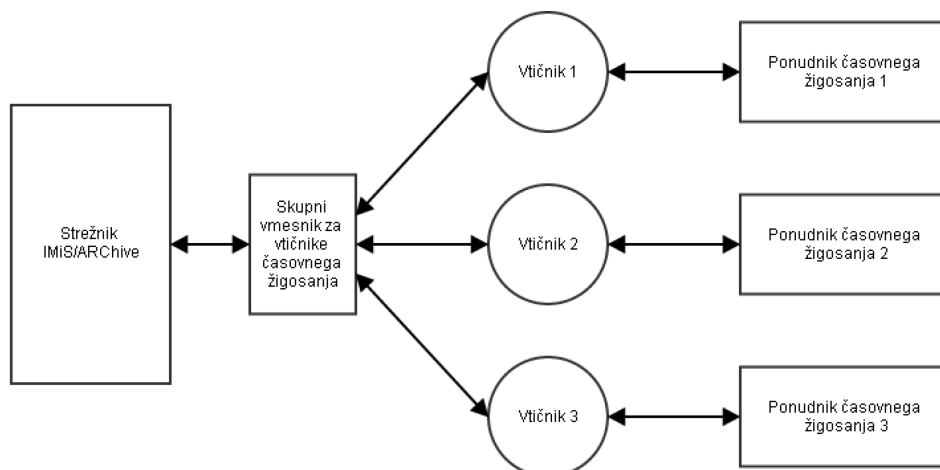 Strežnik
IMiS/ARChive
Skupni
vmesnik za
vtičnike
časovnega
žigosanja
Vtičnik 1
Ponudnik časovnega
žigosanja 1
Vtičnik 2
Ponudnik časovnega
žigosanja 2
Vtičnik 3
Ponudnik časovnega
žigosanja 3